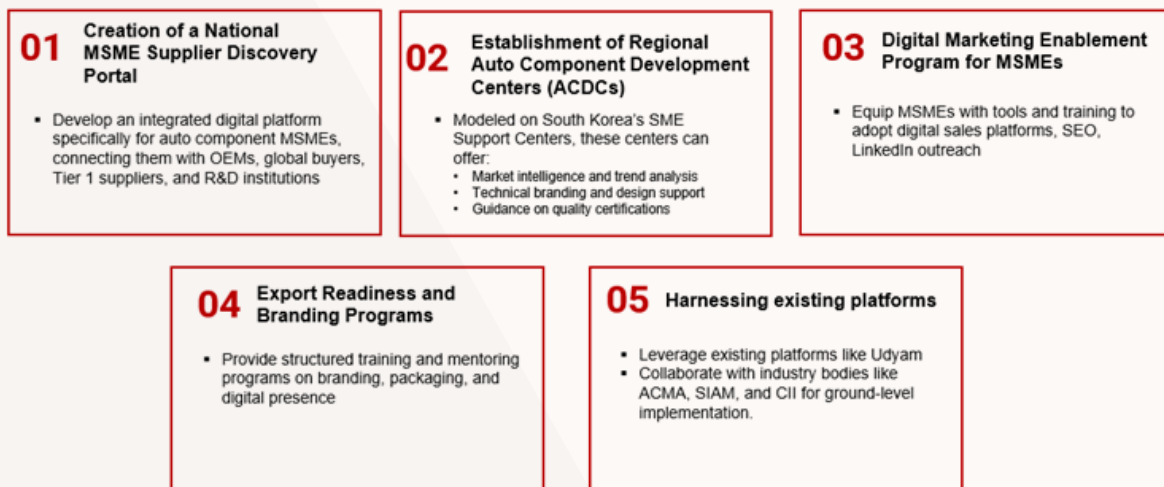 01
Creation of a National
MSME Supplier Discovery
Portal
▪ Develop an integrated digital platform
specifically for auto component MSMEs,
connecting them with OEMs, global buyers,
Tier 1 suppliers, and R&D institutions
02
Establishment of Regional
Auto Component Development
Centers (ACDCs)
▪ Modeled on South Korea's SME
Support Centers, these centers can
offer:
• Market intelligence and trend analysis
• Technical branding and design support
• Guidance on quality certifications
03
Digital Marketing Enablement
Program for MSMEs
▪ Equip MSMEs with tools and training to
adopt digital sales platforms, SEO,
LinkedIn outreach
04
Export Readiness and
Branding Programs
▪ Provide structured training and mentoring
programs on branding, packaging, and
digital presence
05
Harnessing existing platforms
▪ Leverage existing platforms like Udyam
▪ Collaborate with industry bodies like
ACMA, SIAM, and CII for ground-level
implementation.